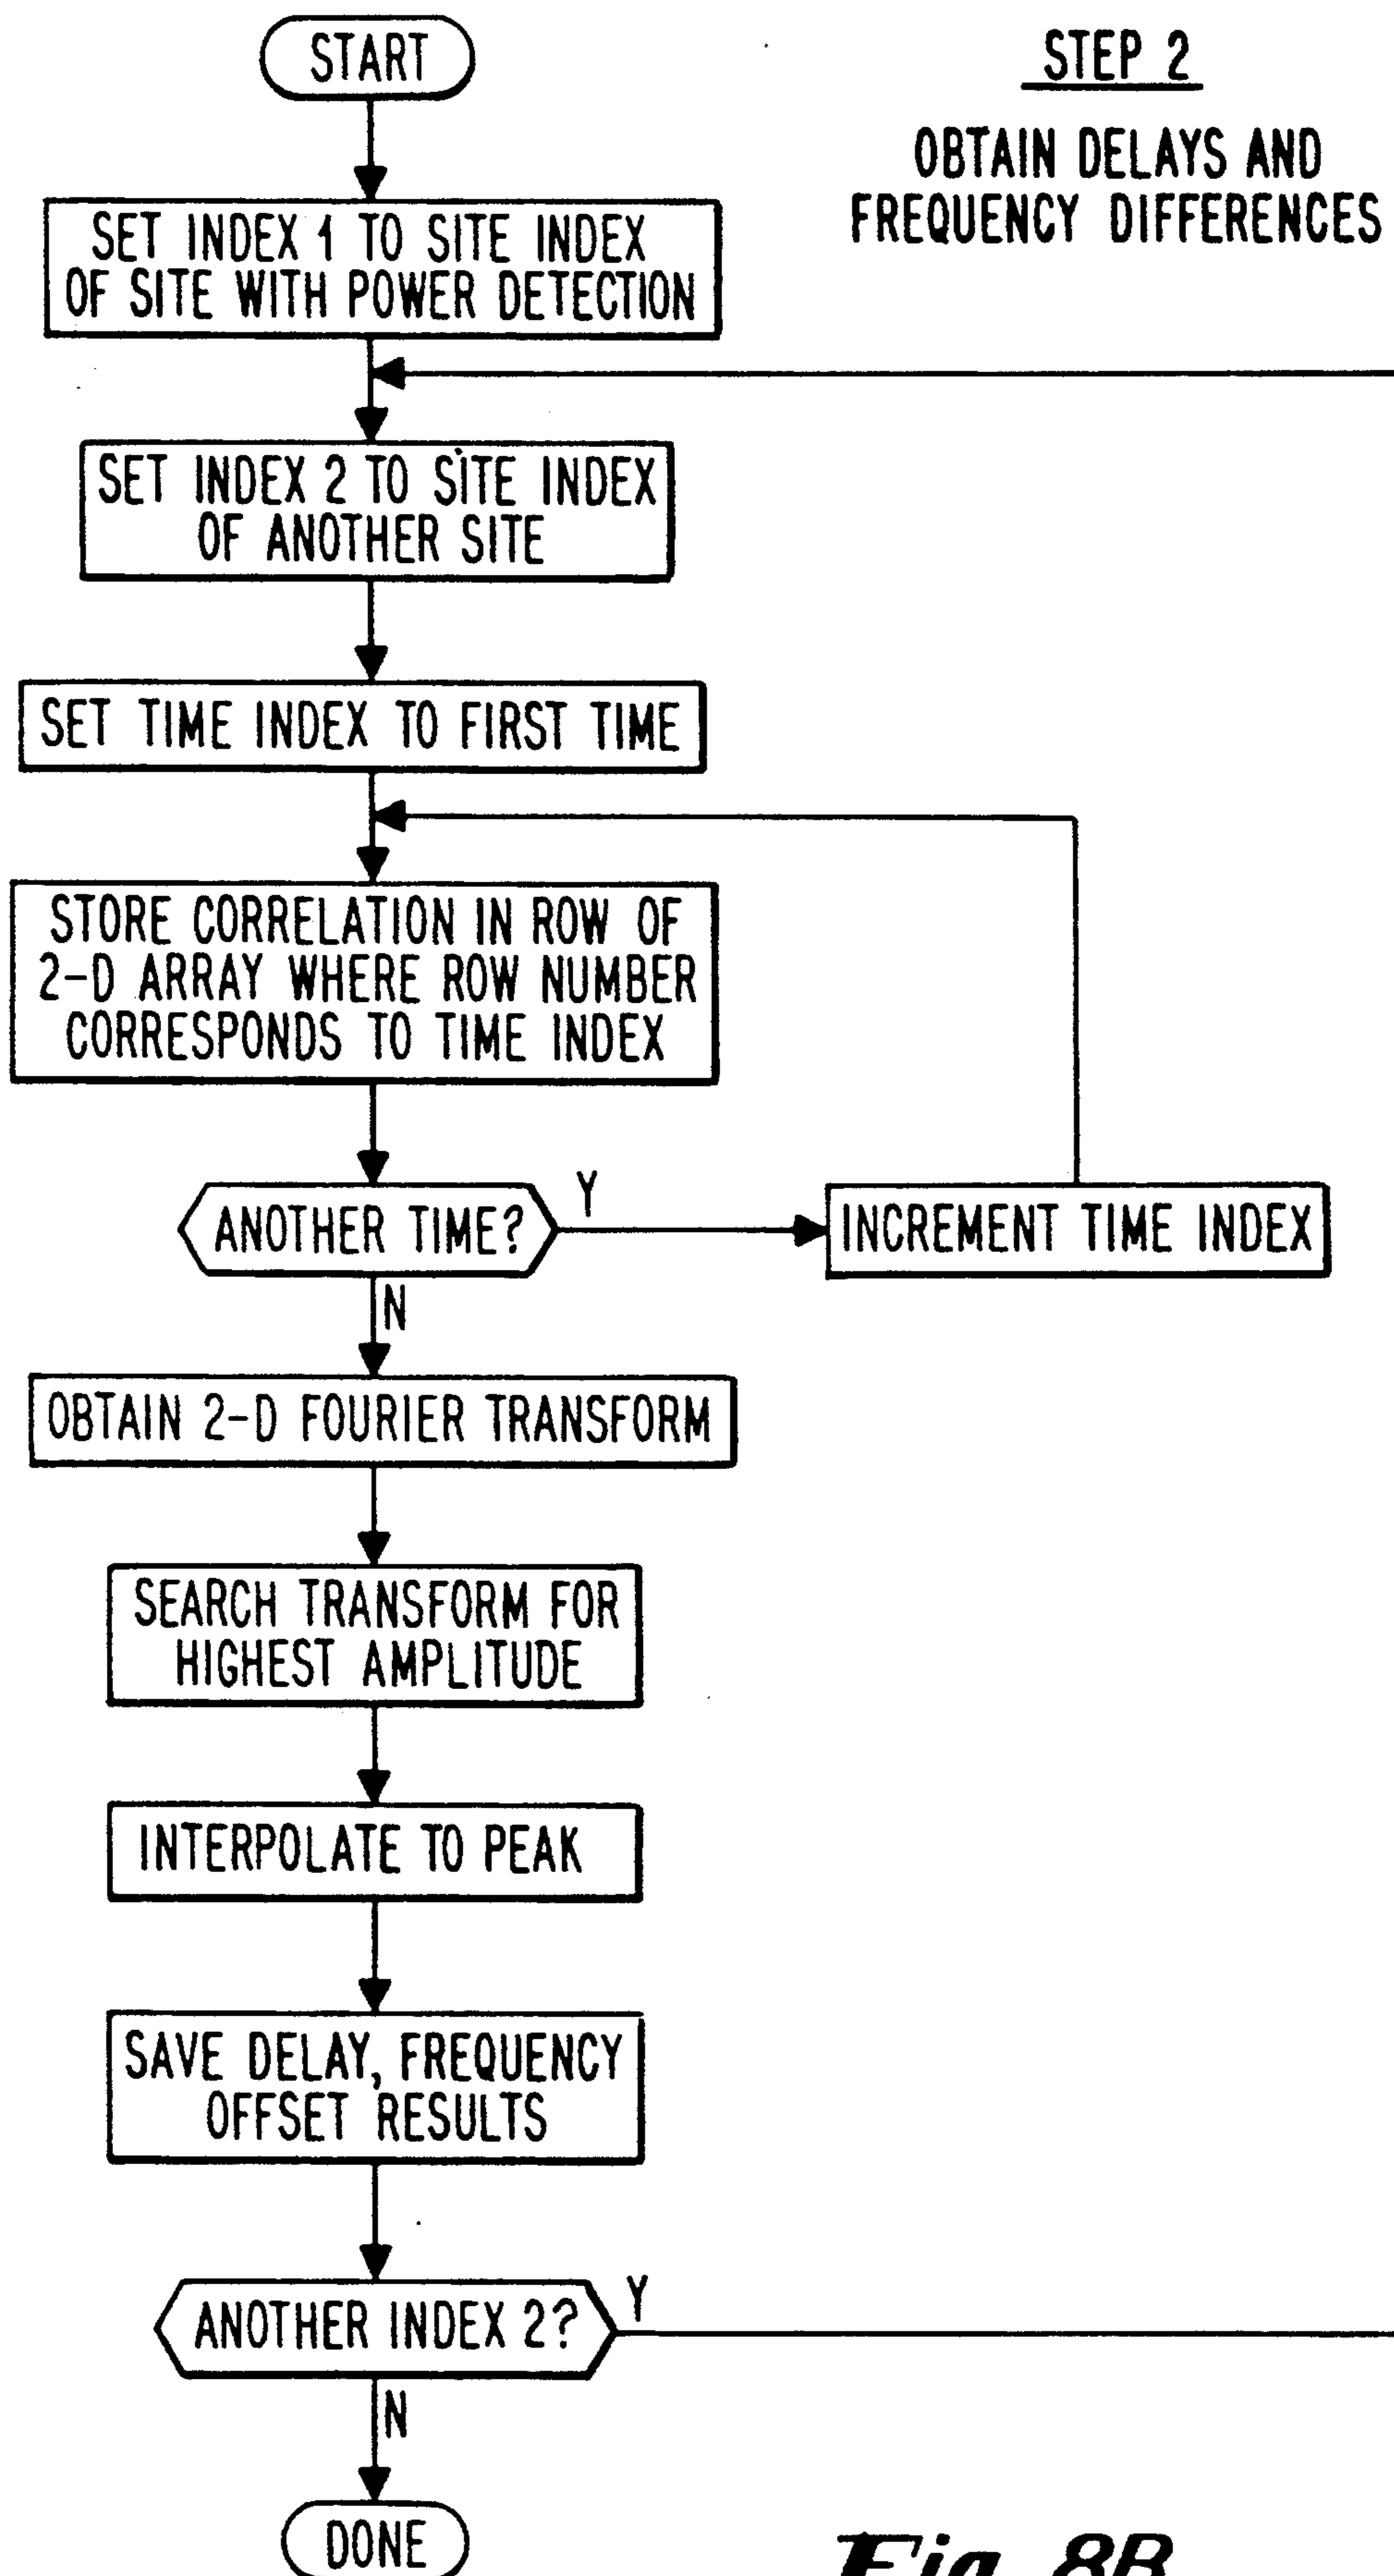 START
STEP 2
OBTAIN DELAYS AND
FREQUENCY DIFFERENCES
SET INDEX 1 TO SITE INDEX
OF SITE WITH POWER DETECTION
SET INDEX 2 TO SITE INDEX
OF ANOTHER SITE
SET TIME INDEX TO FIRST TIME
STORE CORRELATION IN ROW OF
2-D ARRAY WHERE ROW NUMBER
CORRESPONDS TO TIME INDEX
ANOTHER TIME?
Y
INCREMENT TIME INDEX
N
OBTAIN 2-D FOURIER TRANSFORM
SEARCH TRANSFORM FOR
HIGHEST AMPLITUDE
INTERPOLATE TO PEAK
SAVE DELAY, FREQUENCY
OFFSET RESULTS
ANOTHER INDEX 2?
Y
N
DONE
Fig. 8B